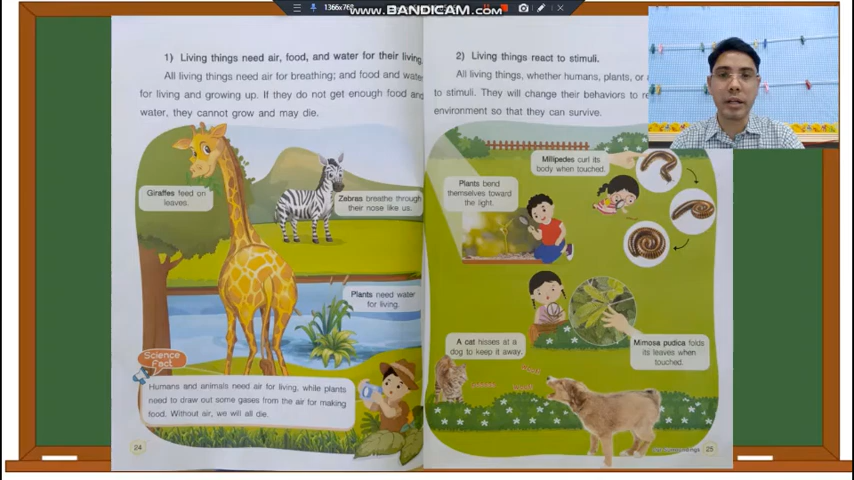 1366x768
www.BANDICAM.com
1) Living things need air, food, and water for their living.
All living things need air for breathing; and food and water
for living and growing up. If they do not get enough food and
water, they cannot grow and may die.
Giraffes feed on
leaves.
Zebras breathe through
their nose like us.
Plants need water
for living.
Science
Fact
Humans and animals need air for living, while plants
need to draw out some gases from the air for making
food. Without air, we will all die.
24
2) Living things react to stimuli.
All living things, whether humans, plants, or
to stimuli. They will change their behaviors to
environment so that they can survive.
Millipedes curl its
body when touched.
Plants bend
themselves toward
the light.
A cat hisses at a
dog to keep it away.
Mimosa pudica folds
its leaves when
touched.
25